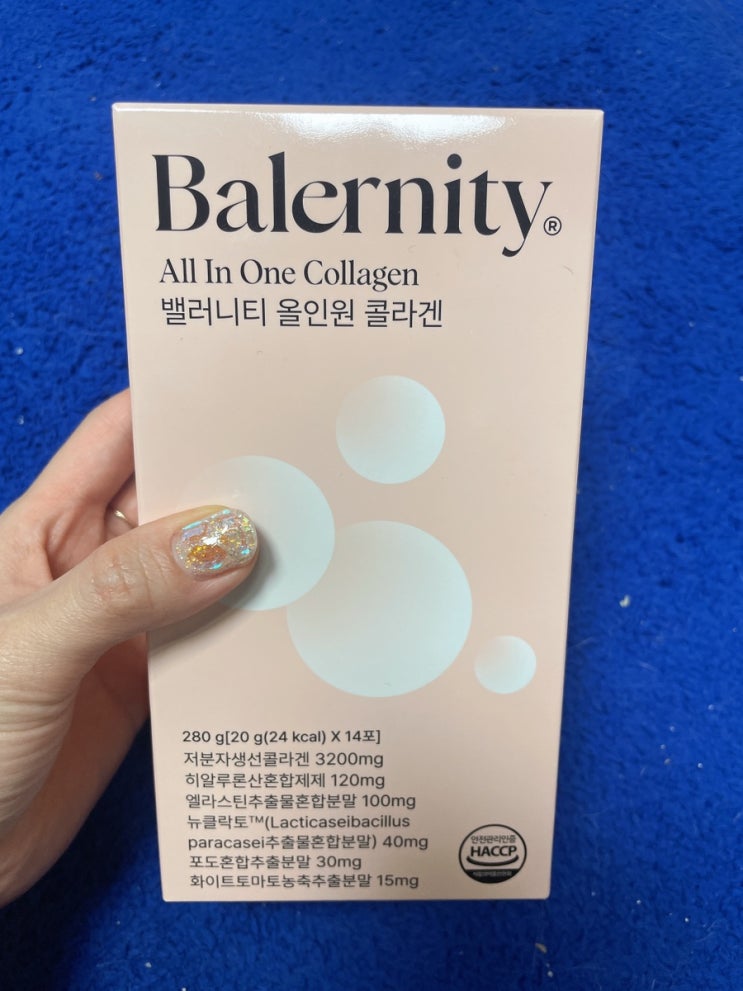 Balernity®
All In One Collagen
밸러니티 올인원 콜라겐
280 g[20 g(24 kcal) X 14포]
저분자생선콜라겐 3200mg
히알루론산혼합제제 120mg
엘라스틴추출물혼합분말 100mg
뉴클락토™(Lacticaseibacillus
paracasei추출물혼합분말) 40mg
포도혼합추출분말 30mg
화이트토마토농축추출분말 15mg
안전관리인증
HACCP